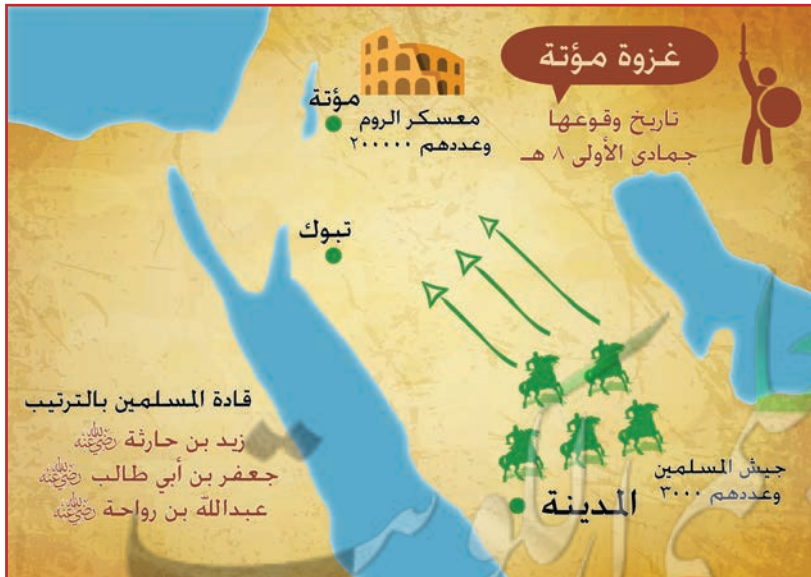 غزوة مؤتة
تاريخ وقوعها
جمادى الأولى ٨ هـ
مؤتة
معسكر الروم
وعددهم ٢٠٠٠٠٠
تبوك
قادة المسلمين بالترتيب
زيد بن حارثة رضي الله عنه
جعفر بن أبي طالب رضي الله عنه
عبدالله بن رواحة رضي الله عنه
جيش المسلمين
وعددهم ٣٠٠٠
المدينة